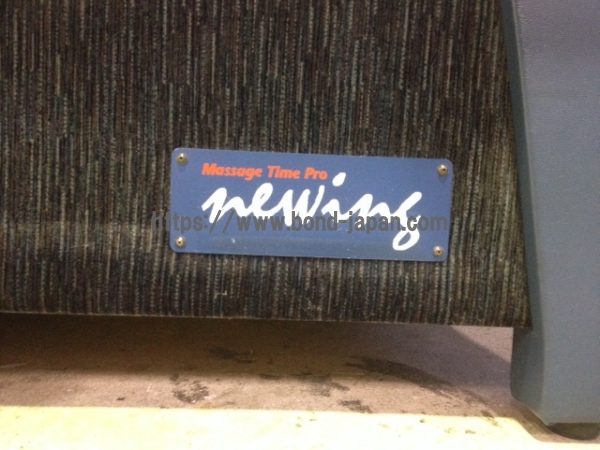 Massage Time Pro
newing
https://www.bond-japan.com